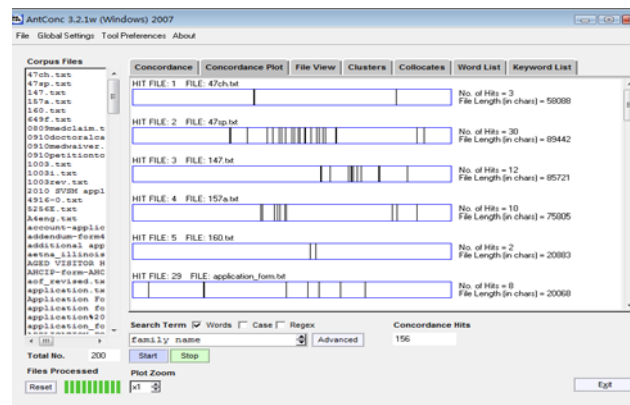 AntConc 3.2.1w (Windows) 2007
File Global Settings Tool Preferences About
Corpus Files
47ch.txt
47sp.txt
147.txt
157a.txt
160.txt
649f.txt
0809medclaim.t
0910doctoralca
0910medwaiver.
0910petitionto
1003.txt
1003i.txt
1003rev.txt
2010 SVSM appl
4916-0.txt
5256E.txt
A4eng.txt
account-applic
addendum-form4
additional app
aetna_illinois
AGED VISITOR H
AHCIP-form-AHC
aof_revised.tx
application.tx
Application Fo
application fo
application%20
application_fo
Total No. 200
Files Processed
Reset
Concordance Concordance Plot File View Clusters Collocates Word List Keyword List
HIT FILE: 1 FILE: 47ch.txt
No. of Hits = 3
File Length (in chars) = 58088
HIT FILE: 2 FILE: 47sp.txt
No. of Hits = 30
File Length (in chars) = 89442
HIT FILE: 3 FILE: 147.txt
No. of Hits = 12
File Length (in chars) = 85721
HIT FILE: 4 FILE: 157a.txt
No. of Hits = 10
File Length (in chars) = 75805
HIT FILE: 5 FILE: 160.txt
No. of Hits = 2
File Length (in chars) = 20883
HIT FILE: 29 FILE: application_form.txt
No. of Hits = 8
File Length (in chars) = 20068
Search Term Words Case Regex
Concordance Hits
family name
Advanced
156
Start Stop
Plot Zoom
x1
Exit